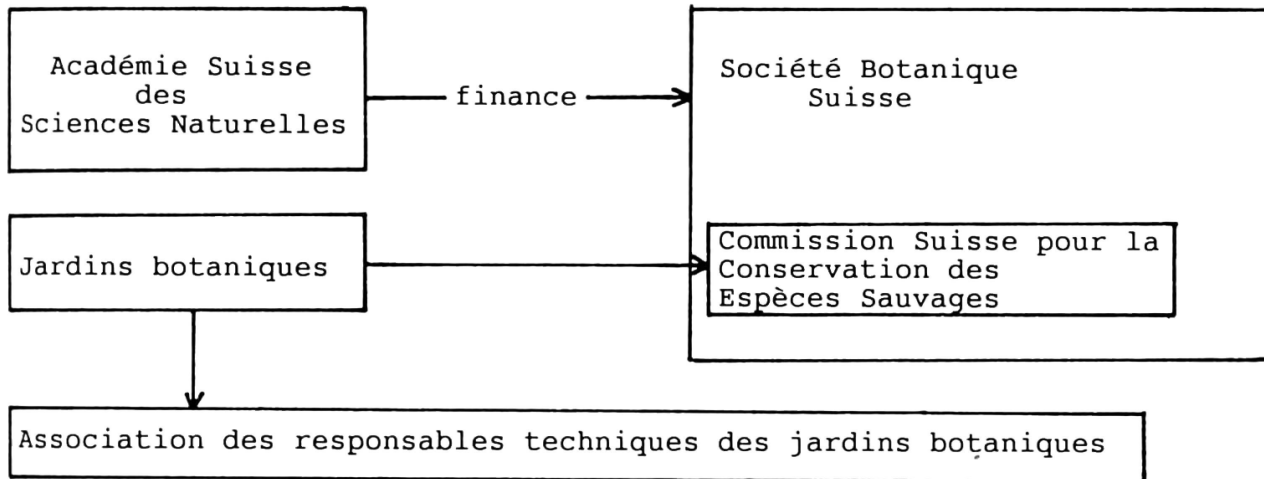 Académie Suisse
des
Sciences Naturelles
finance
Société Botanique
Suisse
Jardins botaniques
Commission Suisse pour la
Conservation des
Espèces Sauvages
Association des responsables techniques des jardins botaniques